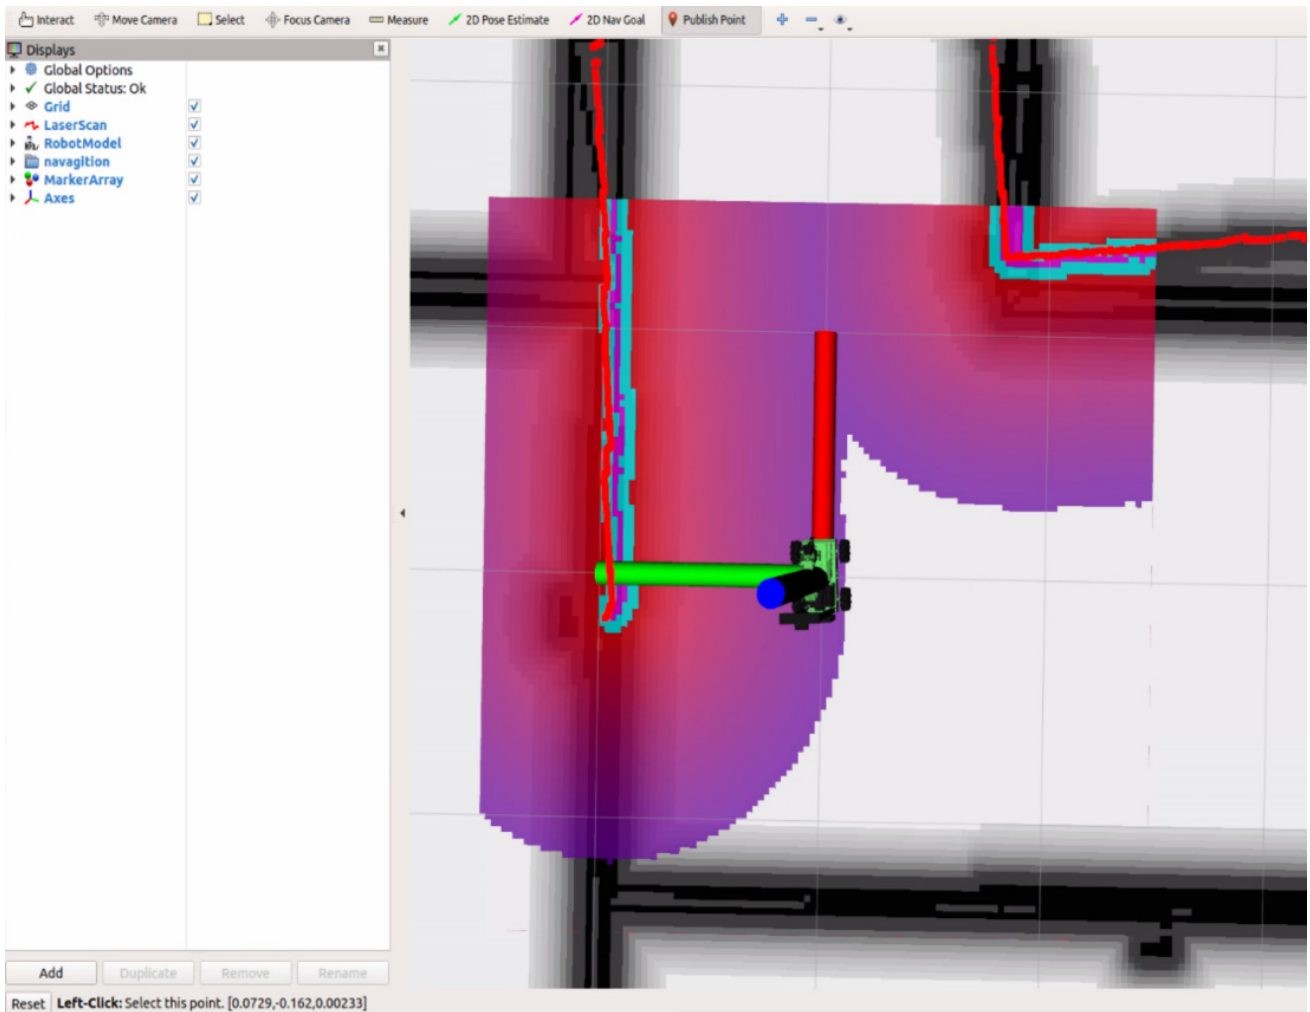 Interact Move Camera Select Focus Camera Measure 2D Pose Estimate 2D Nav Goal Publish Point
Displays
Global Options
Global Status: Ok
Grid
LaserScan
RobotModel
navagition
MarkerArray
Axes
Add Duplicate Remove Rename
Reset Left-Click: Select this point. [0.0729,-0.162,0.00233]